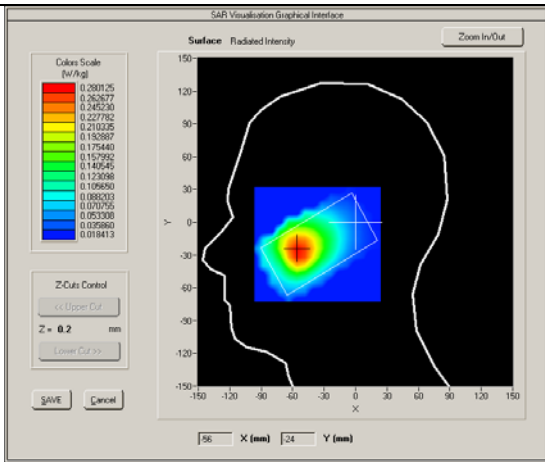 SAR Visualisation Graphical Interface
Surface Radiated Intensity
Zoom In/Out
Colors Scale
(W/kg)
0.280125
0.262677
0.245230
0.227782
0.210335
0.192887
0.175440
0.157992
0.140545
0.123098
0.105650
0.088203
0.070755
0.053308
0.035860
0.018413
150
120
90
60
30
0
-30
-60
-90
-120
-150
Y
-150 -120 -90 -60 -30 0 30 60 90 120 150
X
Z-Cuts Control
<< Upper Cut
Z = 0.2 mm
Lower Cut >>
SAVE Cancel
-56 X (mm) -24 Y (mm)